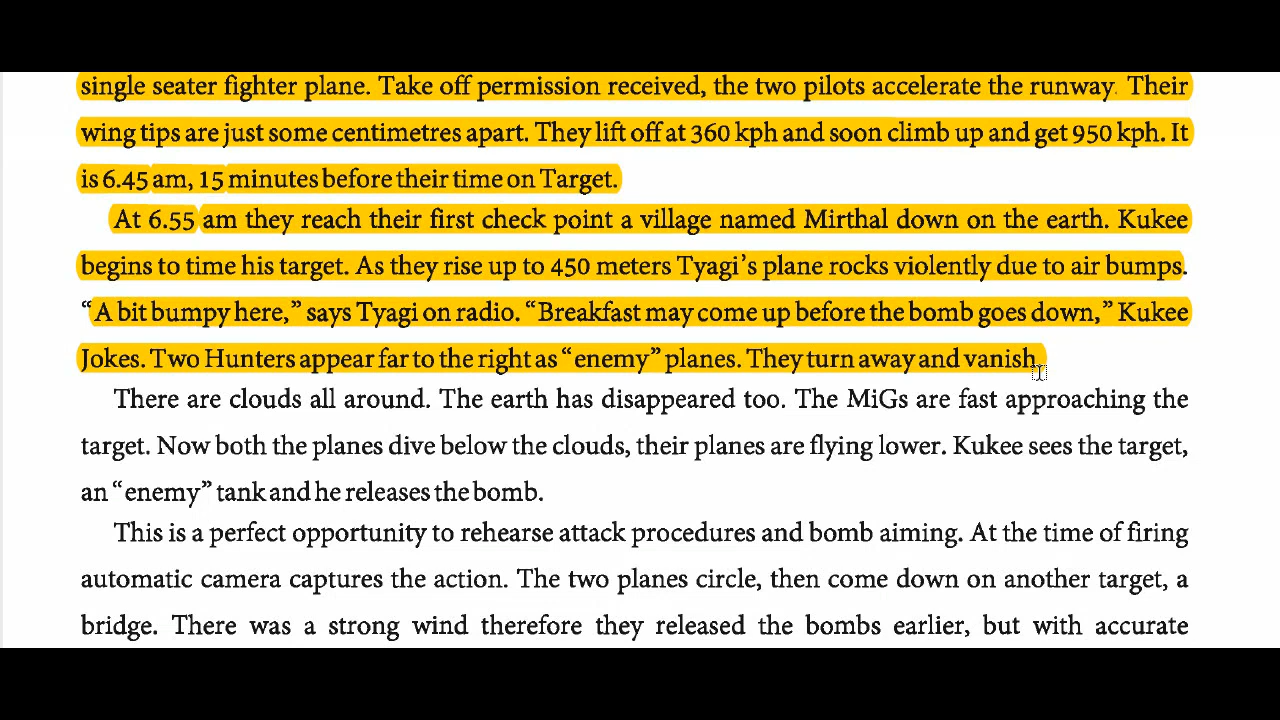 single seater fighter plane. Take off permission received, the two pilots accelerate the runway. Their
wing tips are just some centimetres apart. They lift off at 360 kph and soon climb up and get 950 kph. It
is 6.45 am, 15 minutes before their time on Target.
At 6.55 am they reach their first check point a village named Mirthal down on the earth. Kukee
begins to time his target. As they rise up to 450 meters Tyagi's plane rocks violently due to air bumps.
“A bit bumpy here,” says Tyagi on radio. “Breakfast may come up before the bomb goes down,” Kukee
Jokes. Two Hunters appear far to the right as “enemy” planes. They turn away and vanish.
There are clouds all around. The earth has disappeared too. The MiGs are fast approaching the
target. Now both the planes dive below the clouds, their planes are flying lower. Kukee sees the target,
an “enemy” tank and he releases the bomb.
This is a perfect opportunity to rehearse attack procedures and bomb aiming. At the time of firing
automatic camera captures the action. The two planes circle, then come down on another target, a
bridge. There was a strong wind therefore they released the bombs earlier, but with accurate